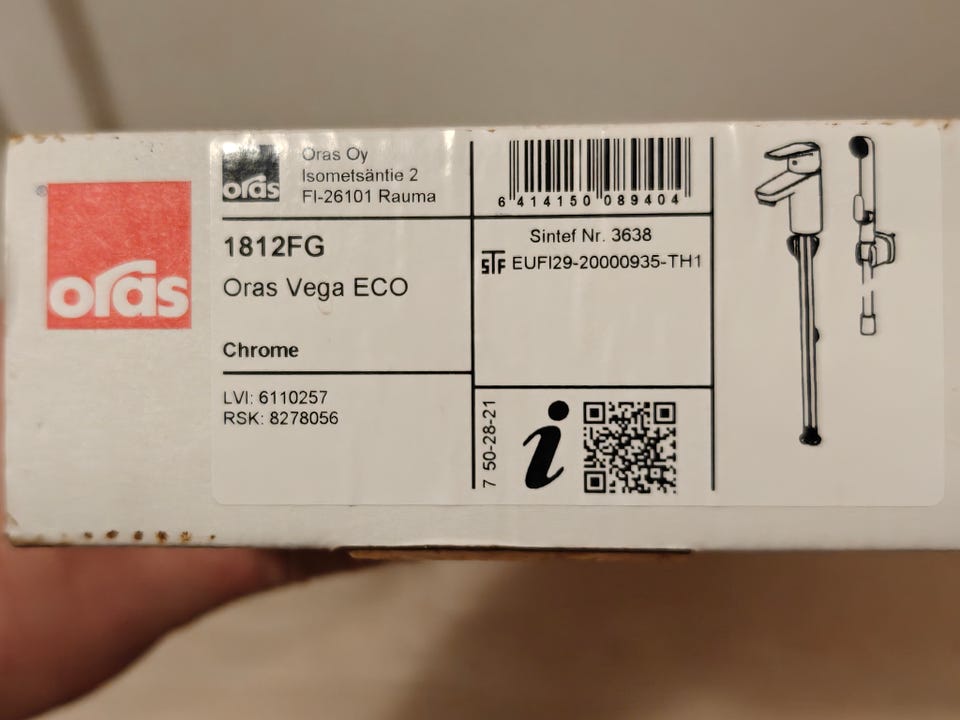 oras
oras
Oras Oy
Isometsäntie 2
FI-26101 Rauma
1812FG
Oras Vega ECO
Chrome
LVI: 6110257
RSK: 8278056
6 414150 089404
Sintef Nr. 3638
STF EUFI29-20000935-TH1
7 50-28-21
i